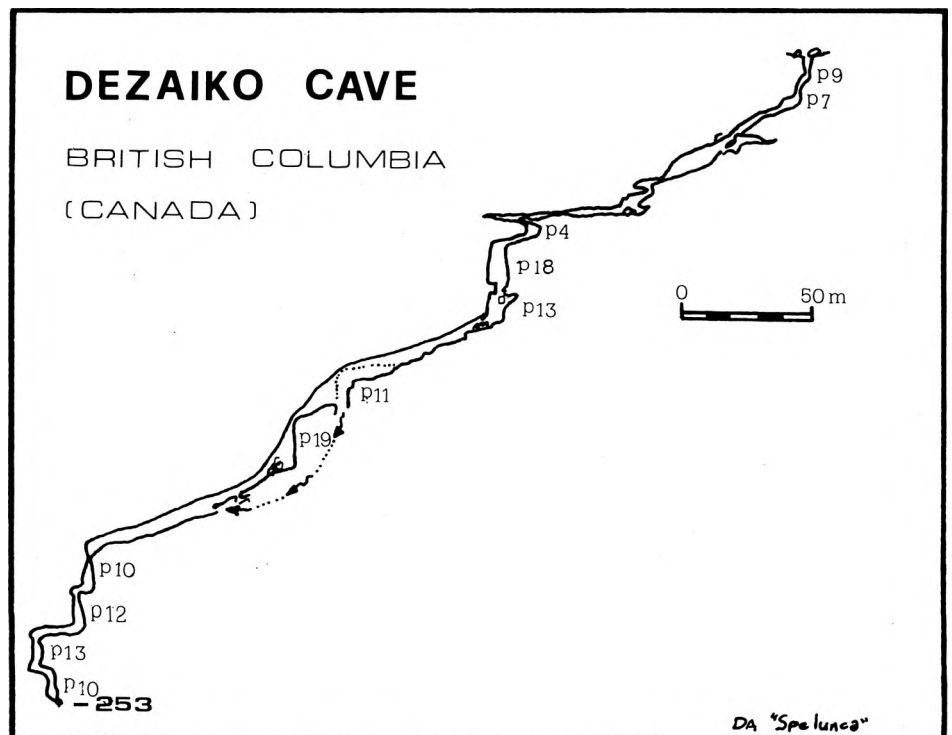 DEZAIKO CAVE
BRITISH COLUMBIA
(CANADA)
p9
p7
p4
p18
p13
0 50m
p11
p19
p10
p12
p13
p10
-253
DA "Spelunca"